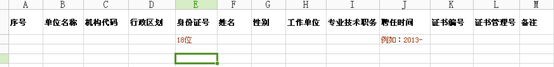 A B C D E F G H I J K L M
序号 单位名称 机构代码 行政区划 身份证号 姓名 性别 工作单位 专业技术职务 聘任时间 证书编号 证书管理号 备注
18位 例如：2013-